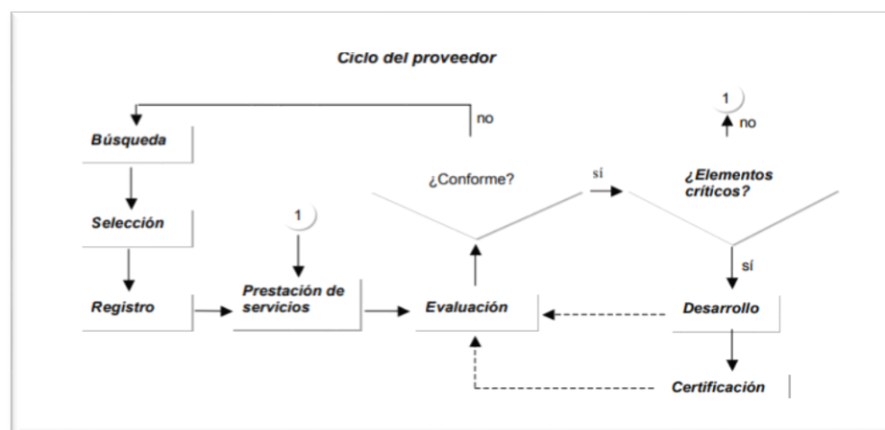 Ciclo del proveedor
1
no
no
Búsqueda
¿Conforme?
sí
¿Elementos
críticos?
Selección
1
sí
Registro
Prestación de
servicios
Evaluación
Desarrollo
Certificación